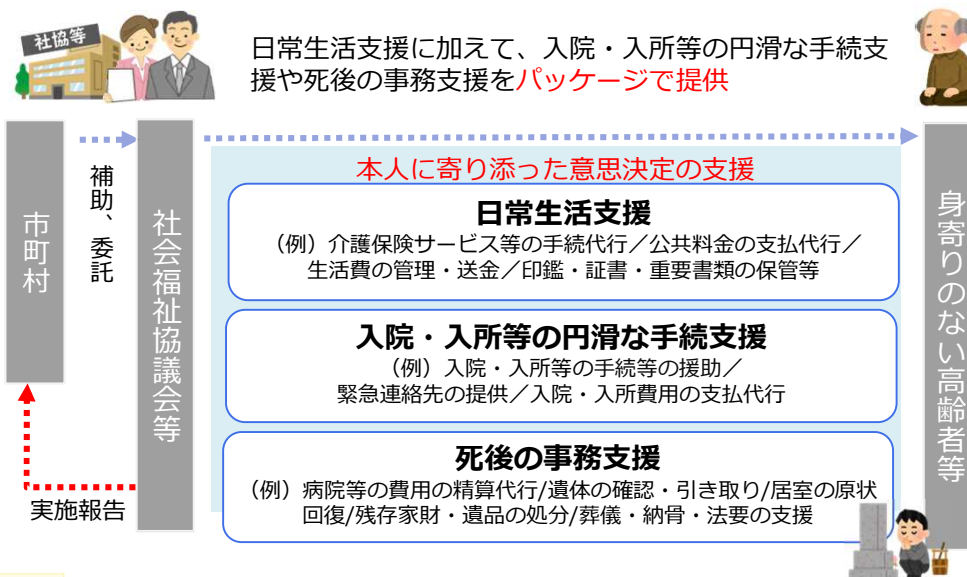 社協等
日常生活支援に加えて、入院・入所等の円滑な手続支
援や死後の事務支援をパッケージで提供
市町村
補助、委託
社会福祉協議会等
本人に寄り添った意思決定の支援
日常生活支援
（例）介護保険サービス等の手続代行／公共料金の支払代行／
生活費の管理・送金／印鑑・証書・重要書類の保管等
入院・入所等の円滑な手続支援
（例）入院・入所等の手続等の援助／
緊急連絡先の提供／入院・入所費用の支払代行
死後の事務支援
（例）病院等の費用の精算代行/遺体の確認・引き取り/居室の原状
回復/残存家財・遺品の処分/葬儀・納骨・法要の支援
身寄りのない高齢者等
実施報告